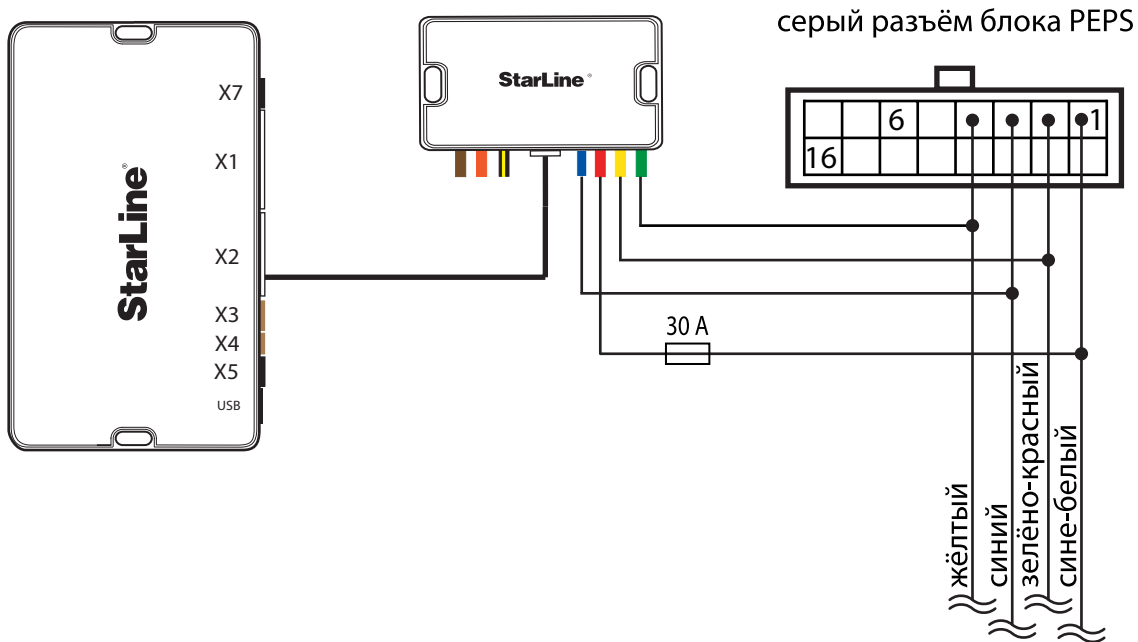 серый разъём блока PEPS
StarLine®
X7
X1
X2
X3
X4
X5
USB
StarLine®
6
1
16
30 А
жёлтый
синий
зелёно-красный
сине-белый